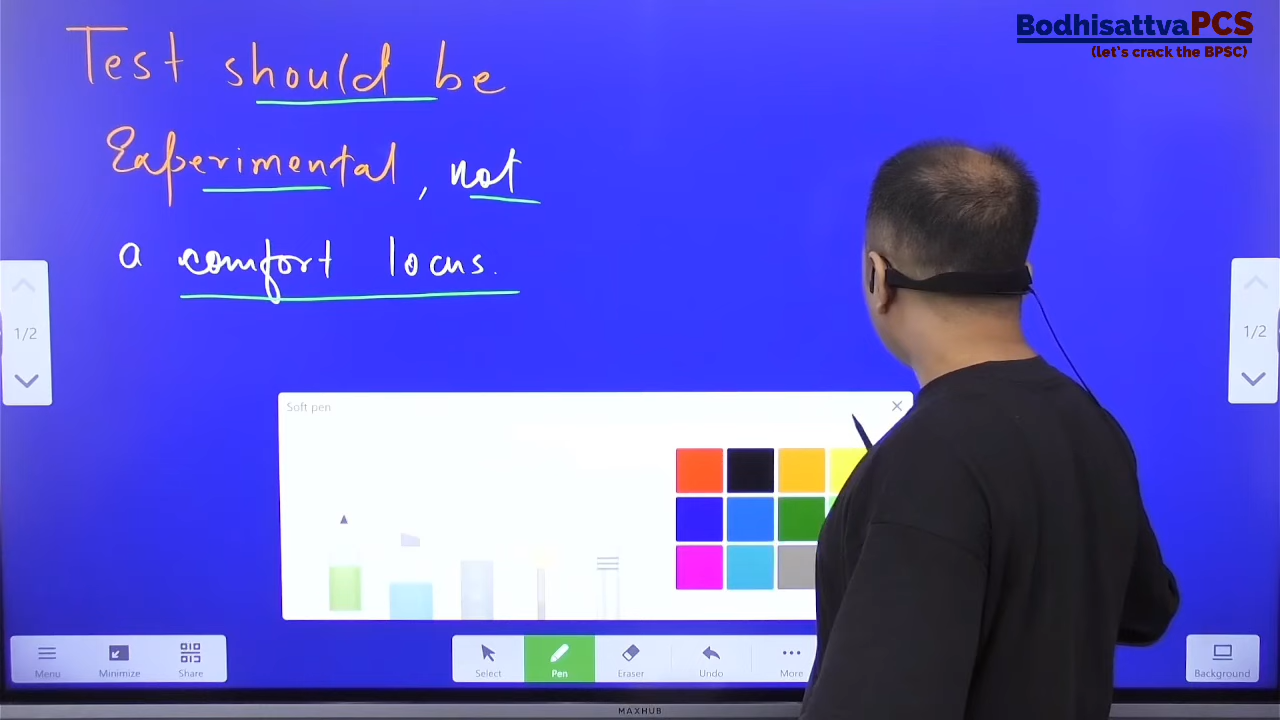 BodhisattvaPCS
(let's crack the BPSC)
Test should be
Experimental, not
a comfort locus.
1/2
1/2
Soft pen
Menu
Minimize
Share
Select
Pen
Eraser
Undo
More
Background
MAXHUB